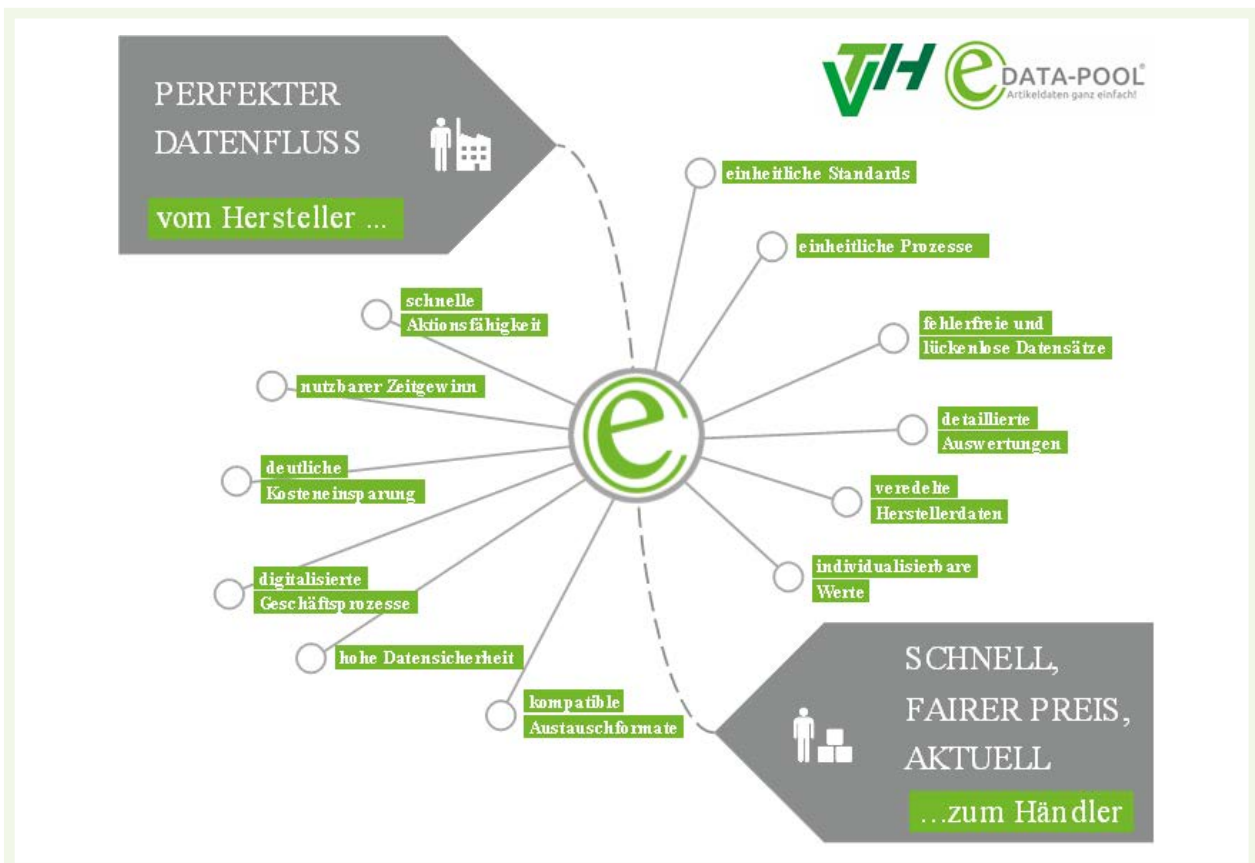 PERFEKTER
DATENFLUSS
vom Hersteller ...
VTH
e DATA-POOL®
Artikeldaten ganz einfach!
einheitliche Standards
einheitliche Prozesse
schnelle
Aktionsfähigkeit
fehlerfreie und
lückenlose Datensätze
nutzbarer Zeitgewinn
detaillierte
Auswertungen
e
deutliche
Kosteneinsparung
veredelte
Herstellerdaten
individualisierbare
Werte
digitalisierte
Geschäftsprozesse
hohe Datensicherheit
kompatible
Austauschformate
SCHNELL,
FAIRER PREIS,
AKTUELL
...zum Händler